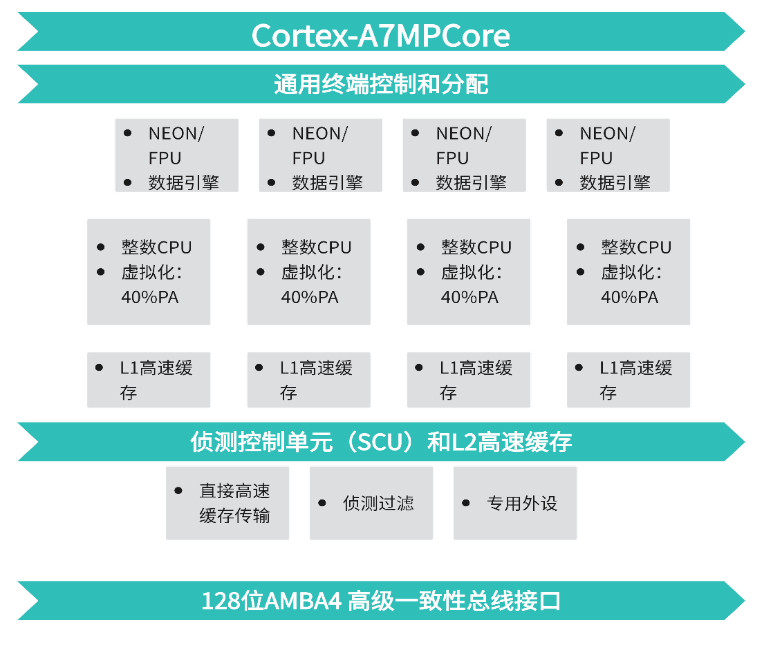 Cortex-A7MPCore
通用终端控制和分配
NEON/
FPU
数据引擎
NEON/
FPU
数据引擎
NEON/
FPU
数据引擎
NEON/
FPU
数据引擎
整数CPU
虚拟化：
40%PA
整数CPU
虚拟化：
40%PA
整数CPU
虚拟化：
40%PA
整数CPU
虚拟化：
40%PA
L1高速缓
存
L1高速缓
存
L1高速缓
存
L1高速缓
存
侦测控制单元（SCU）和L2高速缓存
直接高速
缓存传输
侦测过滤
专用外设
128位AMBA4 高级一致性总线接口